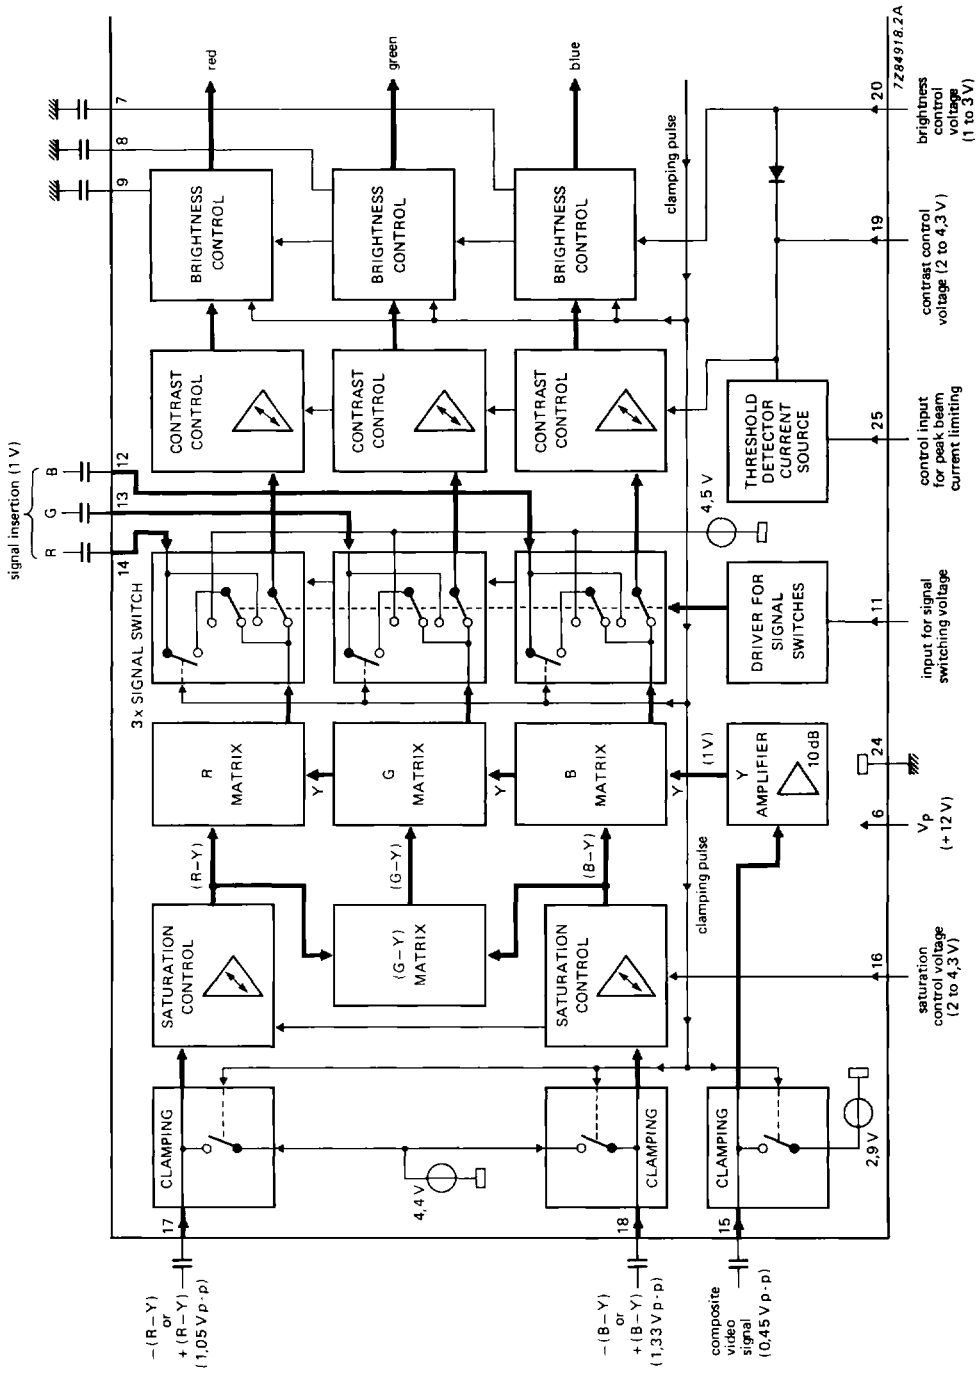 signal insertion (1 V)
R
G
B
14
13
12
9
8
7
3x SIGNAL SWITCH
-(R-Y)
or
+(R-Y)
(1,05 V p-p)
17
CLAMPING
SATURATION
CONTROL
(R-Y)
R
MATRIX
CONTRAST
CONTROL
BRIGHTNESS
CONTROL
red
4,4 V
(G-Y)
MATRIX
(G-Y)
Y
G
MATRIX
CONTRAST
CONTROL
BRIGHTNESS
CONTROL
green
-(B-Y)
or
+(B-Y)
(1,33 V p-p)
18
CLAMPING
SATURATION
CONTROL
(B-Y)
Y
B
MATRIX
CONTRAST
CONTROL
BRIGHTNESS
CONTROL
blue
clamping pulse
Y
(1V)
4,5 V
clamping pulse
composite
video
signal
(0,45 V p-p)
15
CLAMPING
2,9 V
Y
AMPLIFIER
10 dB
DRIVER FOR
SIGNAL
SWITCHES
THRESHOLD
DETECTOR
CURRENT
SOURCE
16
6
24
11
25
19
20
7Z84918.2A
saturation
control voltage
(2 to 4,3 V)
VP
(+12 V)
input for signal
switching voltage
control input
for peak beam
current limiting
contrast control
voltage (2 to 4,3 V)
brightness
control
voltage
(1 to 3 V)